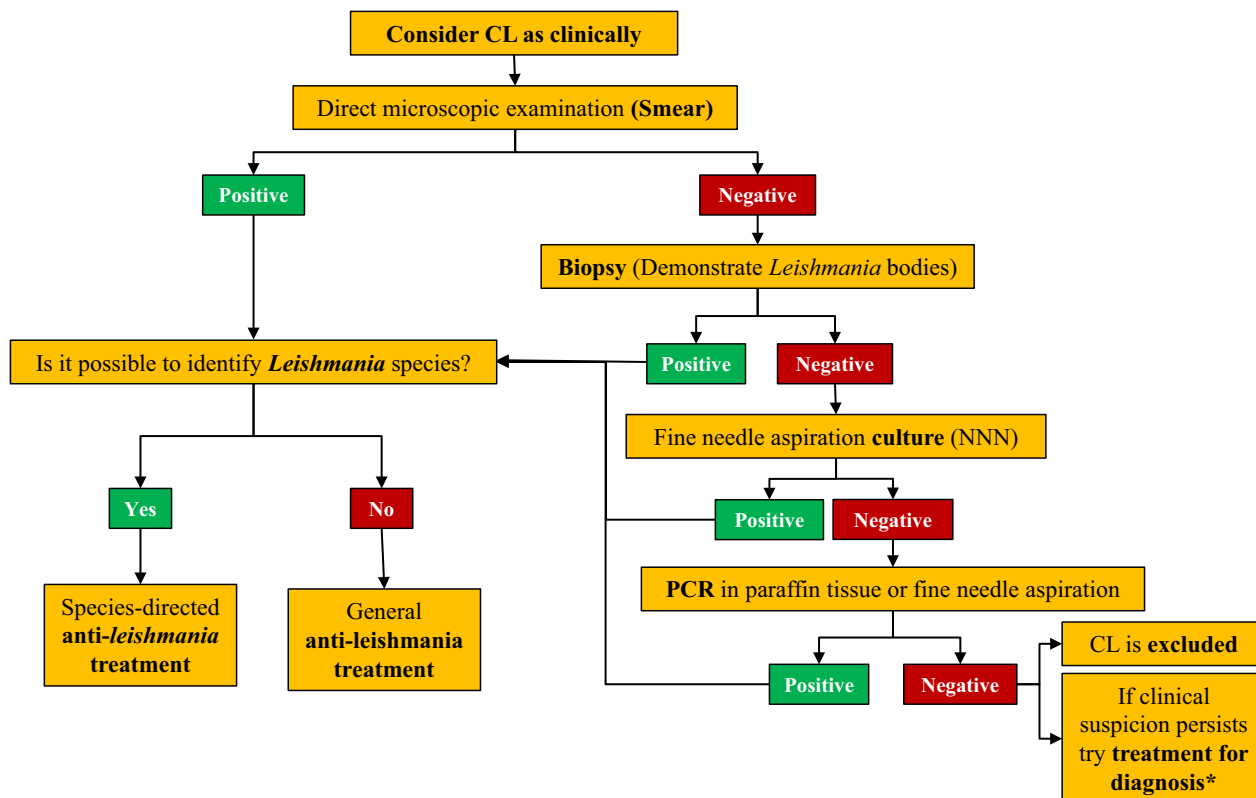 Consider CL as clinically
Direct microscopic examination (Smear)
Positive
Negative
Biopsy (Demonstrate Leishmania bodies)
Is it possible to identify Leishmania species?
Positive
Negative
Fine needle aspiration culture (NNN)
Yes
No
Positive
Negative
PCR in paraffin tissue or fine needle aspiration
Species-directed
anti-leishmania
treatment
General
anti-leishmania
treatment
Positive
Negative
CL is excluded
If clinical
suspicion persists
try treatment for
diagnosis*